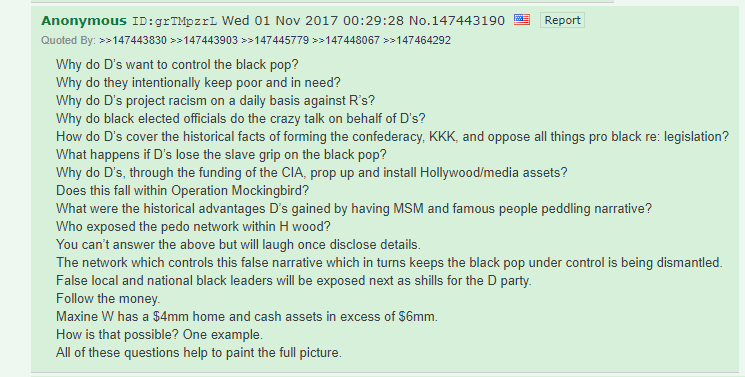 Anonymous ID:grTMpzrL Wed 01 Nov 2017 00:29:28 No.147443190 Report
Quoted By: >>147443830 >>147443903 >>147445779 >>147448067 >>147464292
Why do D's want to control the black pop?
Why do they intentionally keep poor and in need?
Why do D's project racism on a daily basis against R's?
Why do black elected officials do the crazy talk on behalf of D's?
How do D's cover the historical facts of forming the confederacy, KKK, and oppose all things pro black re: legislation?
What happens if D's lose the slave grip on the black pop?
Why do D's, through the funding of the CIA, prop up and install Hollywood/media assets?
Does this fall within Operation Mockingbird?
What were the historical advantages D's gained by having MSM and famous people peddling narrative?
Who exposed the pedo network within H wood?
You can't answer the above but will laugh once disclose details.
The network which controls this false narrative which in turns keeps the black pop under control is being dismantled.
False local and national black leaders will be exposed next as shills for the D party.
Follow the money.
Maxine W has a $4mm home and cash assets in excess of $6mm.
How is that possible? One example.
All of these questions help to paint the full picture.